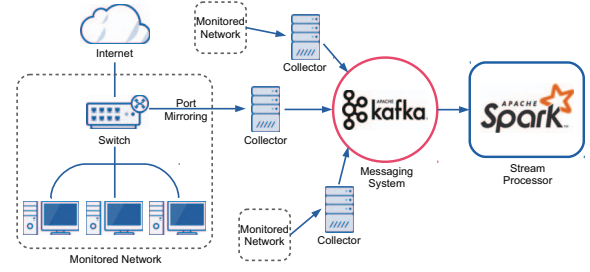 Monitored
Network
Internet
Collector
Port
Mirroring
Switch
Collector
APACHE
kafka
APACHE
Spark
Messaging
System
Stream
Processor
Monitored
Network
Collector
Monitored Network